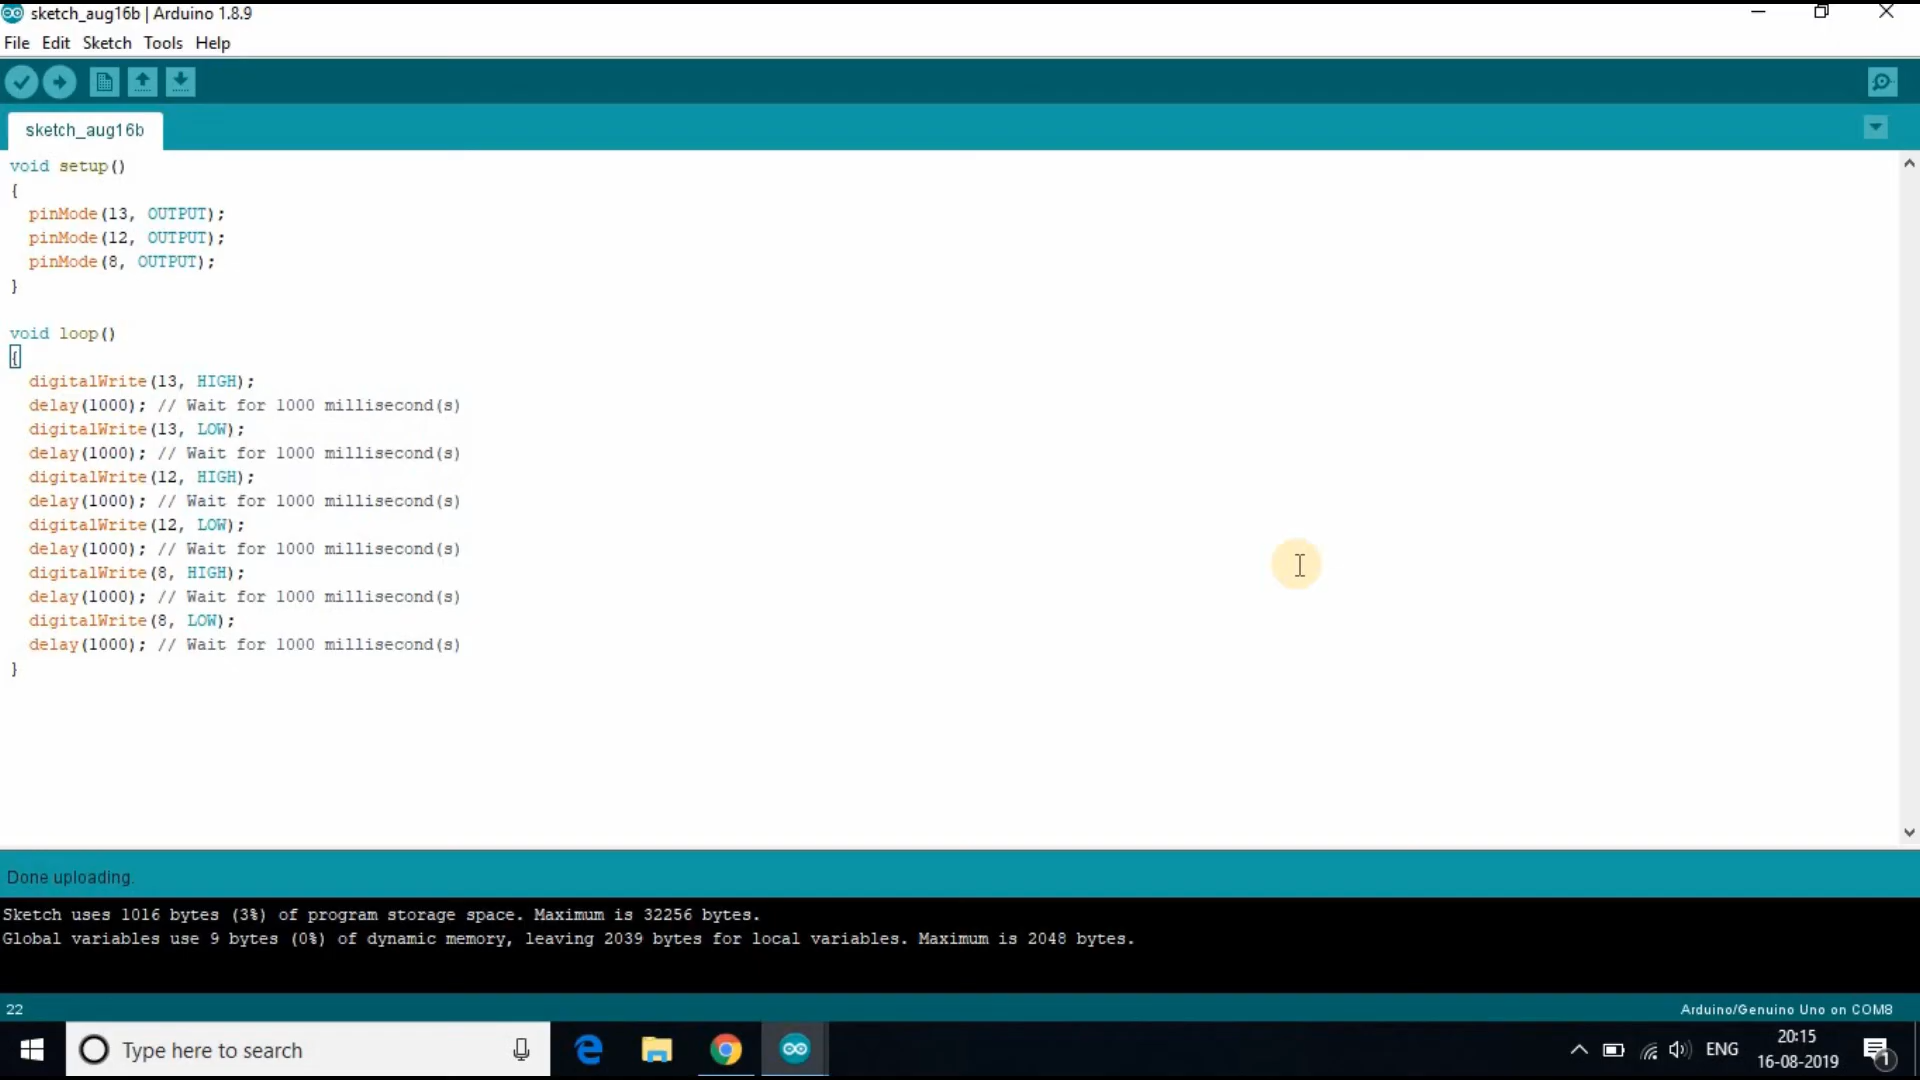 sketch_aug16b | Arduino 1.8.9
File Edit Sketch Tools Help
sketch_aug16b
void setup()
{
  pinMode(13, OUTPUT);
  pinMode(12, OUTPUT);
  pinMode(8, OUTPUT);
}
void loop()
{
  digitalWrite(13, HIGH);
  delay(1000); // Wait for 1000 millisecond(s)
  digitalWrite(13, LOW);
  delay(1000); // Wait for 1000 millisecond(s)
  digitalWrite(12, HIGH);
  delay(1000); // Wait for 1000 millisecond(s)
  digitalWrite(12, LOW);
  delay(1000); // Wait for 1000 millisecond(s)
  digitalWrite(8, HIGH);
  delay(1000); // Wait for 1000 millisecond(s)
  digitalWrite(8, LOW);
  delay(1000); // Wait for 1000 millisecond(s)
}
Done uploading.
Sketch uses 1016 bytes (3%) of program storage space. Maximum is 32256 bytes.
Global variables use 9 bytes (0%) of dynamic memory, leaving 2039 bytes for local variables. Maximum is 2048 bytes.
22 Arduino/Genuino Uno on COM8
Type here to search
ENG
20:15
16-08-2019
1